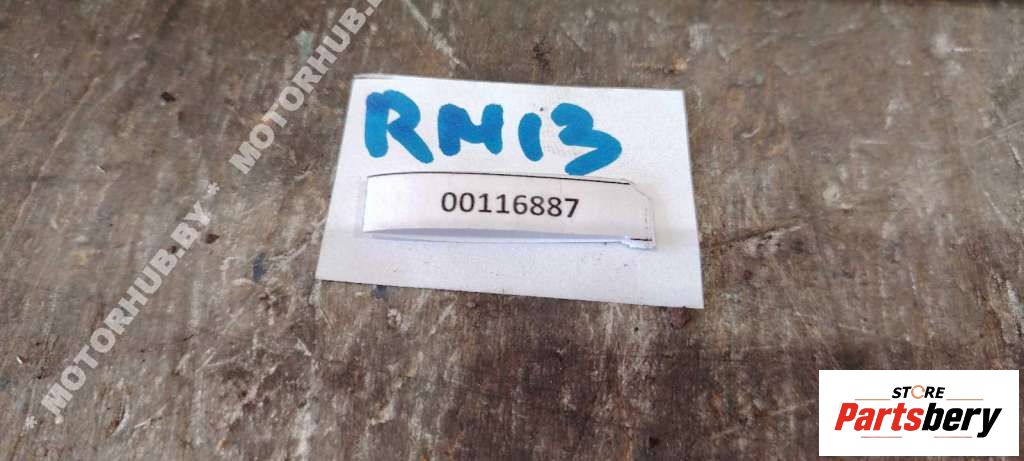 RM13
00116887
* MOTORHUB.BY * MOTORHUB.BY
STORE
Partsbery